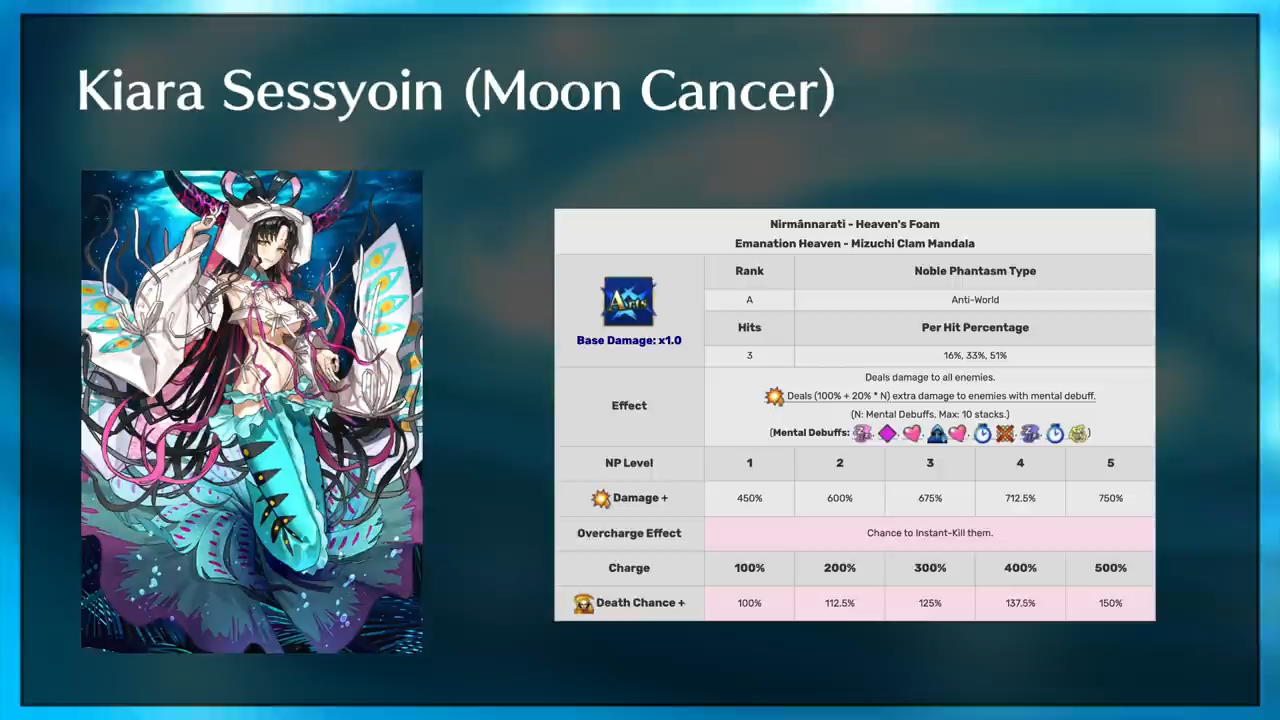 Kiara Sessyoin (Moon Cancer)
Nirmānnarati - Heaven's Foam
Emanation Heaven - Mizuchi Clam Mandala
Arts
Base Damage: x1.0
Rank
Noble Phantasm Type
A
Anti-World
Hits
Per Hit Percentage
3
16%, 33%, 51%
Effect
Deals damage to all enemies.
Deals (100% + 20% * N) extra damage to enemies with mental debuff.
(N: Mental Debuffs, Max: 10 stacks.)
(Mental Debuffs: , , , , , , , , , )
NP Level 1 2 3 4 5
Damage + 450% 600% 675% 712.5% 750%
Overcharge Effect Chance to Instant-Kill them.
Charge 100% 200% 300% 400% 500%
Death Chance + 100% 112.5% 125% 137.5% 150%